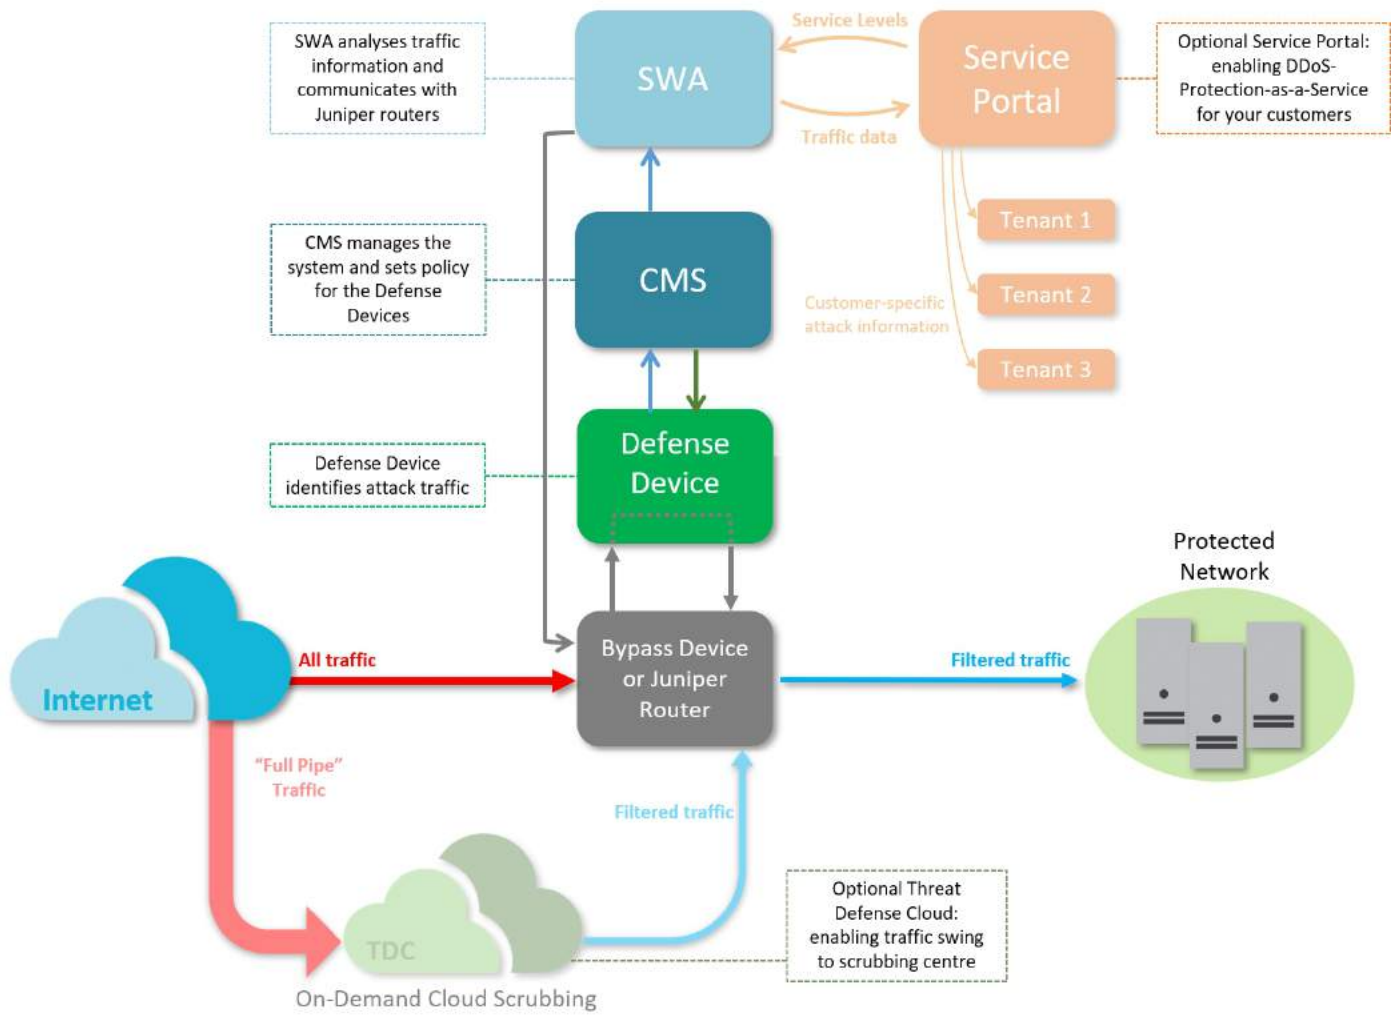 SWA analyses traffic
information and
communicates with
Juniper routers
SWA
Service Levels
Traffic data
Service
Portal
Optional Service Portal:
enabling DDoS-
Protection-as-a-Service
for your customers
Tenant 1
Tenant 2
Tenant 3
Customer-specific
attack information
CMS manages the
system and sets policy
for the Defense
Devices
CMS
Defense Device
identifies attack traffic
Defense
Device
Internet
All traffic
Bypass Device
or Juniper
Router
Filtered traffic
Protected
Network
"Full Pipe"
Traffic
Filtered traffic
TDC
On-Demand Cloud Scrubbing
Optional Threat
Defense Cloud:
enabling traffic swing
to scrubbing centre